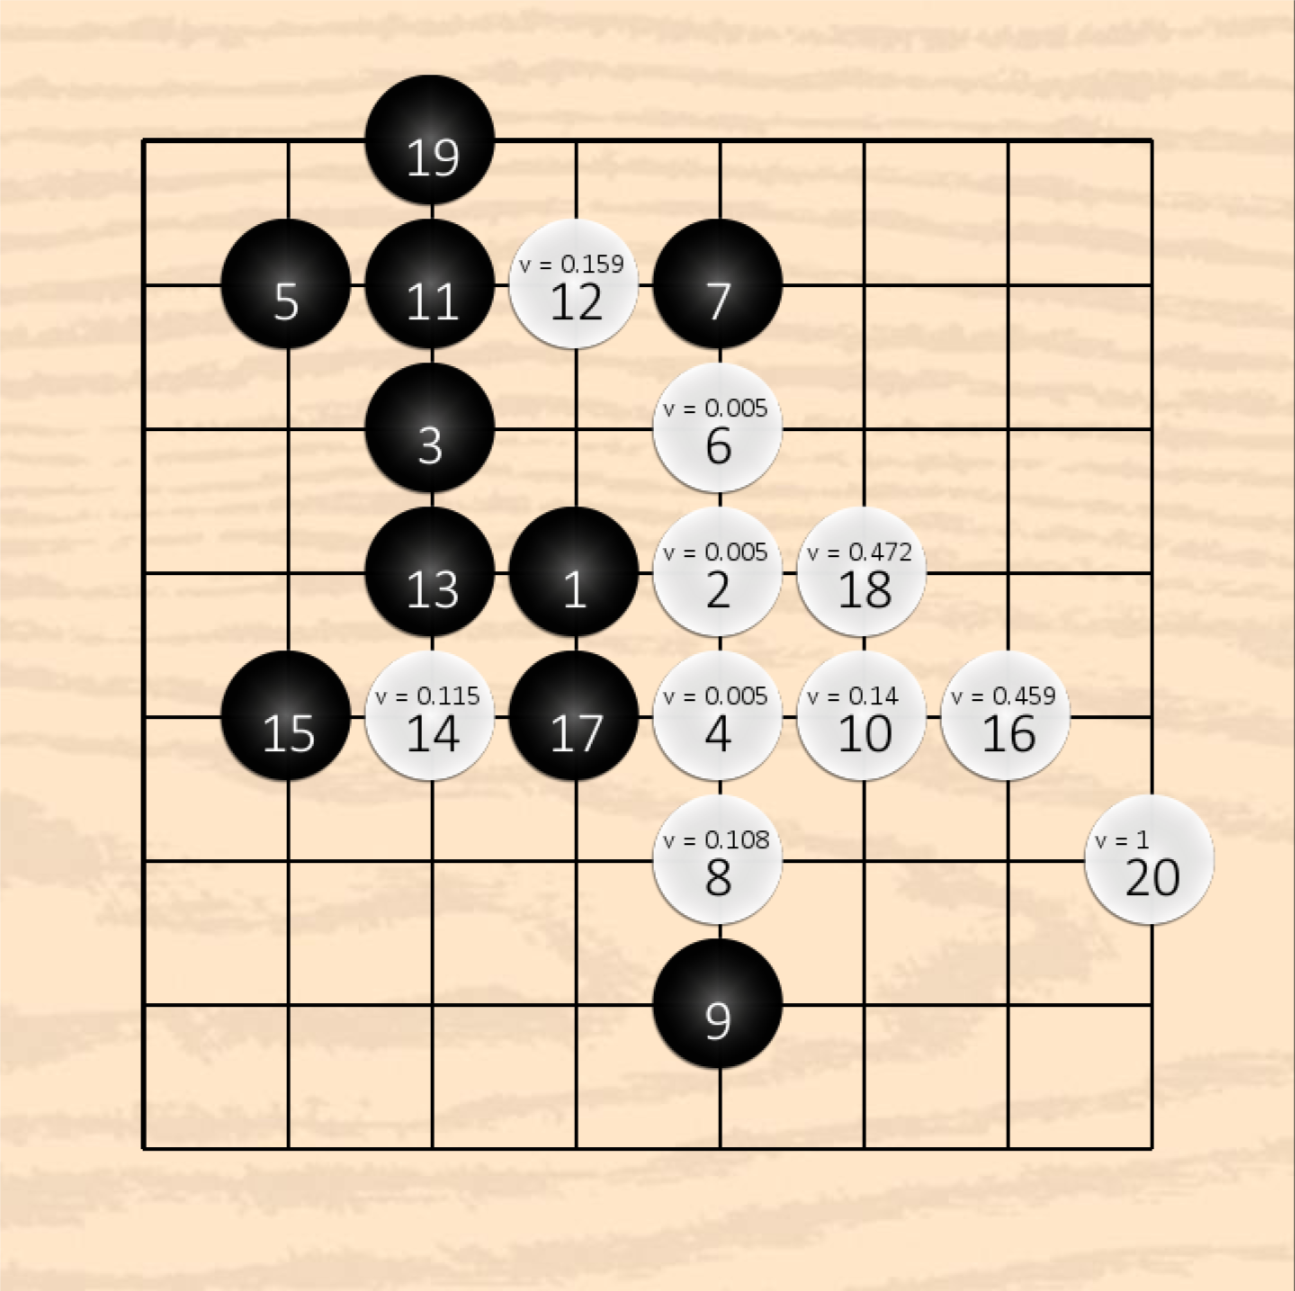 19
5 11 v = 0.159 12 7
3 v = 0.005 6
13 1 v = 0.005 2 v = 0.472 18
15 v = 0.115 14 17 v = 0.005 4 v = 0.14 10 v = 0.459 16
v = 0.108 8 v = 1 20
9